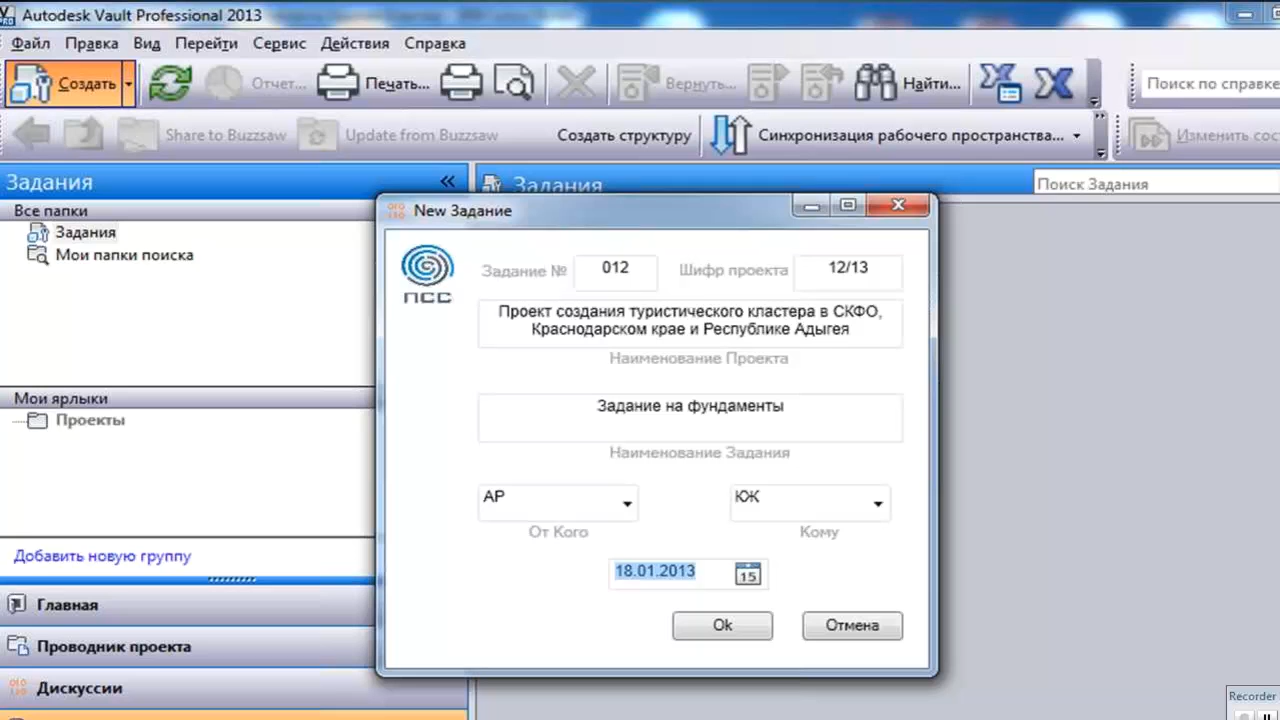 Autodesk Vault Professional 2013
Файл Правка Вид Перейти Сервис Действия Справка
Создать Отчет... Печать... Вернуть... Найти... Поиск по справке
Share to Buzzsaw Update from Buzzsaw Создать структуру Синхронизация рабочего пространства... Изменить сос
Задания
Задания
Поиск Задания
Все папки
Задания
Мои папки поиска
Мои ярлыки
Проекты
Добавить новую группу
Главная
Проводник проекта
Дискуссии
New Задание
ПСС
Задание № 012 Шифр проекта 12/13
Проект создания туристического кластера в СКФО,
Краснодарском крае и Республике Адыгея
Наименование Проекта
Задание на фундаменты
Наименование Задания
АР КЖ
От Кого Кому
18.01.2013
15
Ok Отмена
Recorder